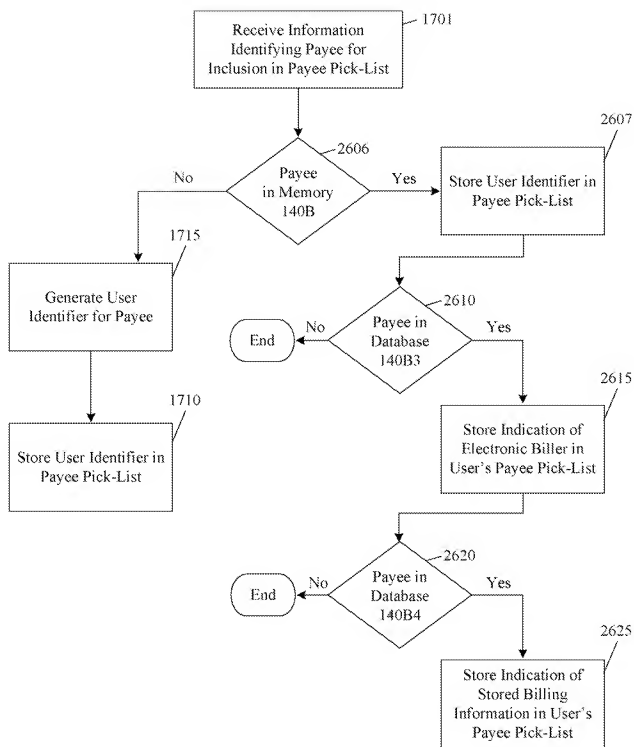 1701
Receive Information
Identifying Payee for
Inclusion in Payee Pick-List
2606
Payee
in Memory
140B
No
Yes
2607
Store User Identifier in
Payee Pick-List
1715
Generate User
Identifier for Payee
2610
Payee in
Database
140B3
No
Yes
End
1710
Store User Identifier in
Payee Pick-List
2615
Store Indication of
Electronic Biller in
User's Payee Pick-List
2620
Payee in
Database
140B4
No
Yes
End
2625
Store Indication of
Stored Billing
Information in User's
Payee Pick-List